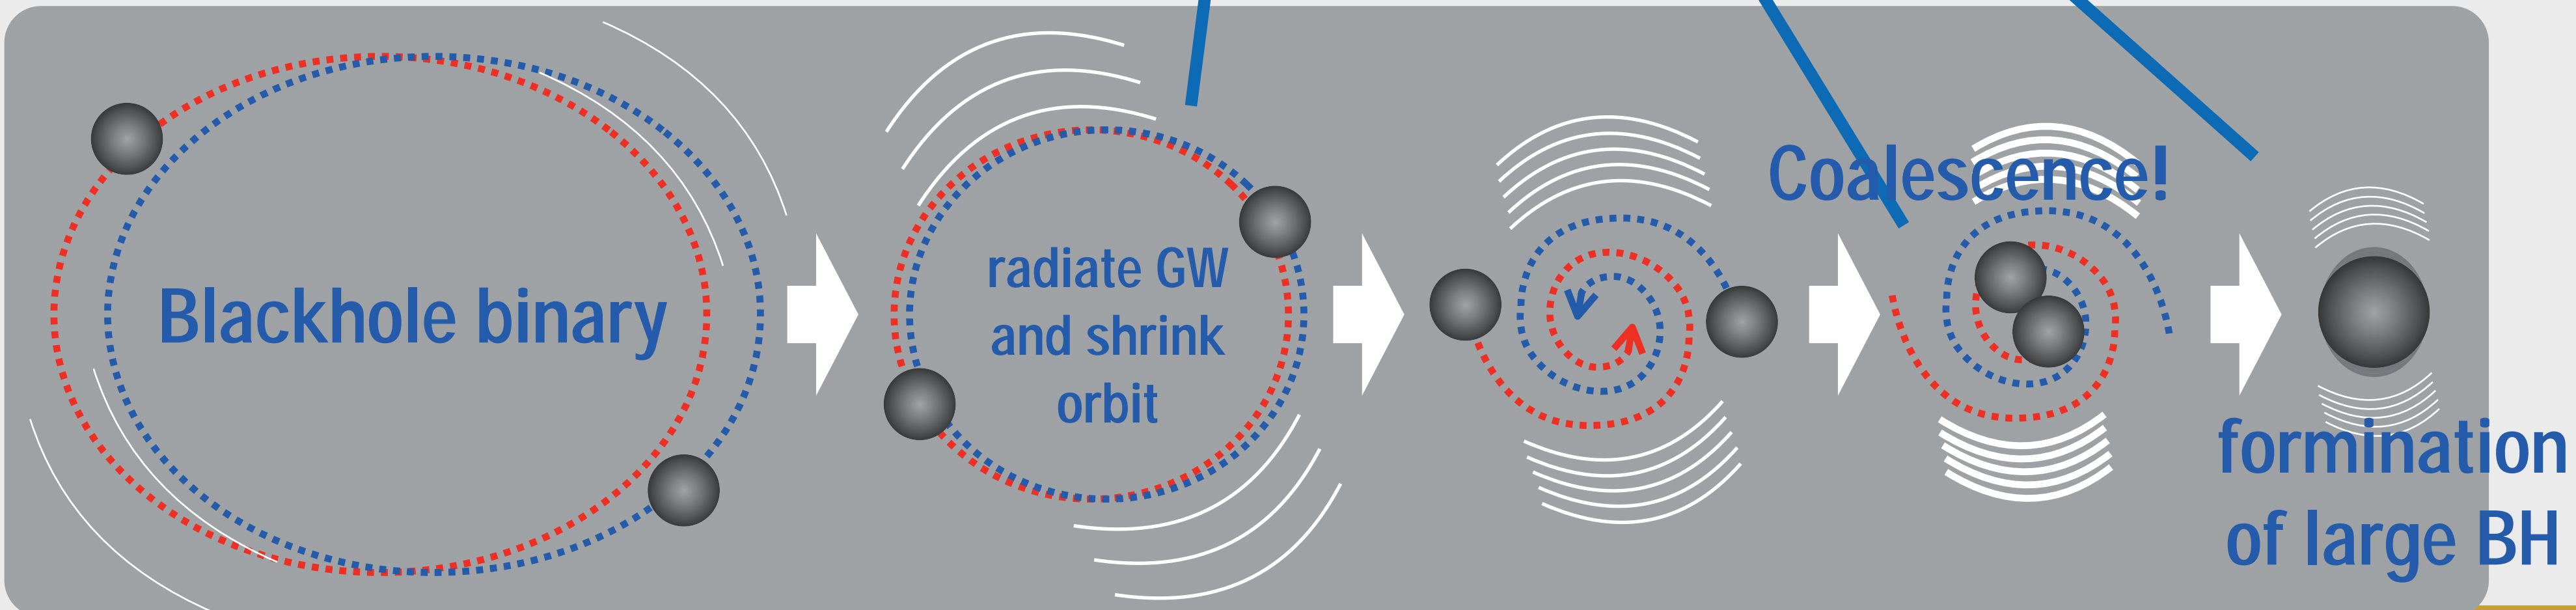 Blackhole binary
radiate GW
and shrink
orbit
Coalescence!
formination
of large BH